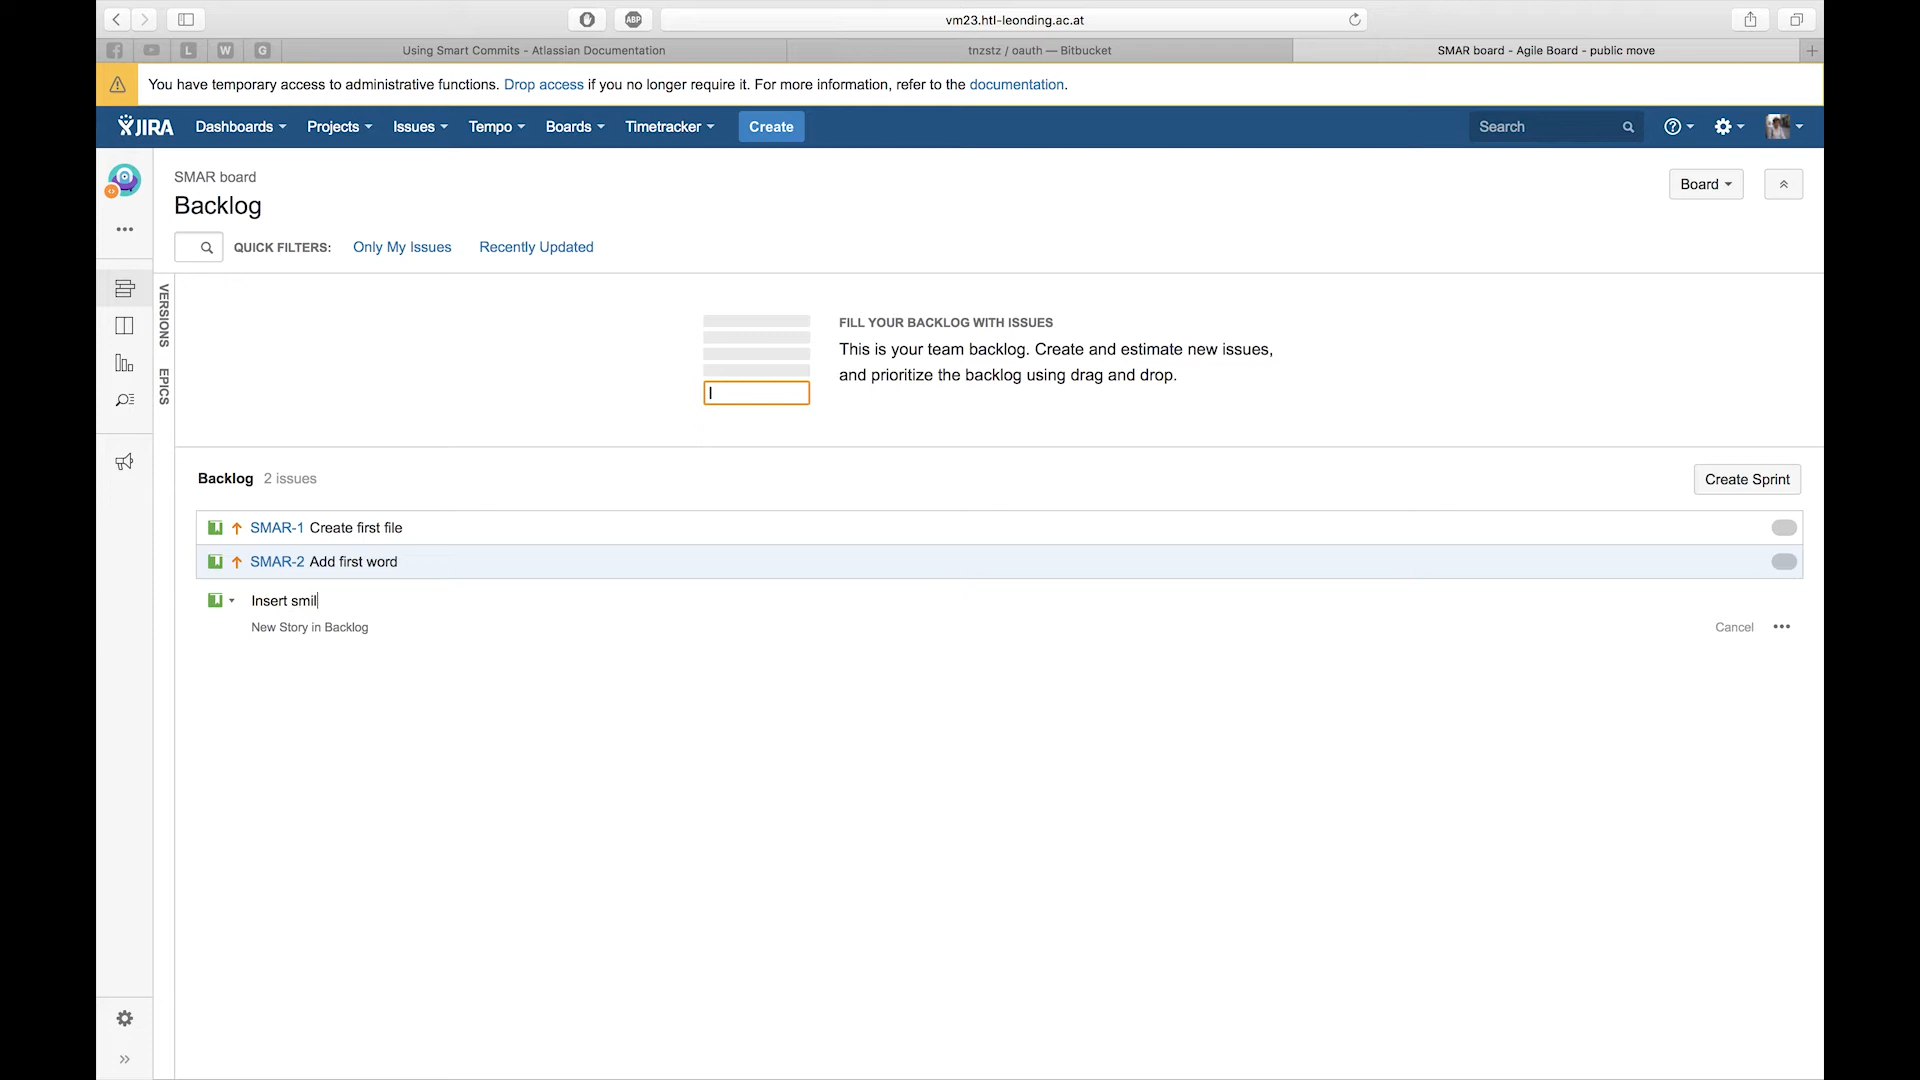 ABP
vm23.htl-leonding.ac.at
L
W
G
Using Smart Commits - Atlassian Documentation
tnzstz / oauth — Bitbucket
SMAR board - Agile Board - public move
You have temporary access to administrative functions. Drop access if you no longer require it. For more information, refer to the documentation.
JIRA
Dashboards
Projects
Issues
Tempo
Boards
Timetracker
Create
Search
SMAR board
Backlog
Board
QUICK FILTERS:
Only My Issues
Recently Updated
VERSIONS
EPICS
FILL YOUR BACKLOG WITH ISSUES
This is your team backlog. Create and estimate new issues,
and prioritize the backlog using drag and drop.
Backlog 2 issues
Create Sprint
SMAR-1 Create first file
SMAR-2 Add first word
Insert smil
New Story in Backlog
Cancel